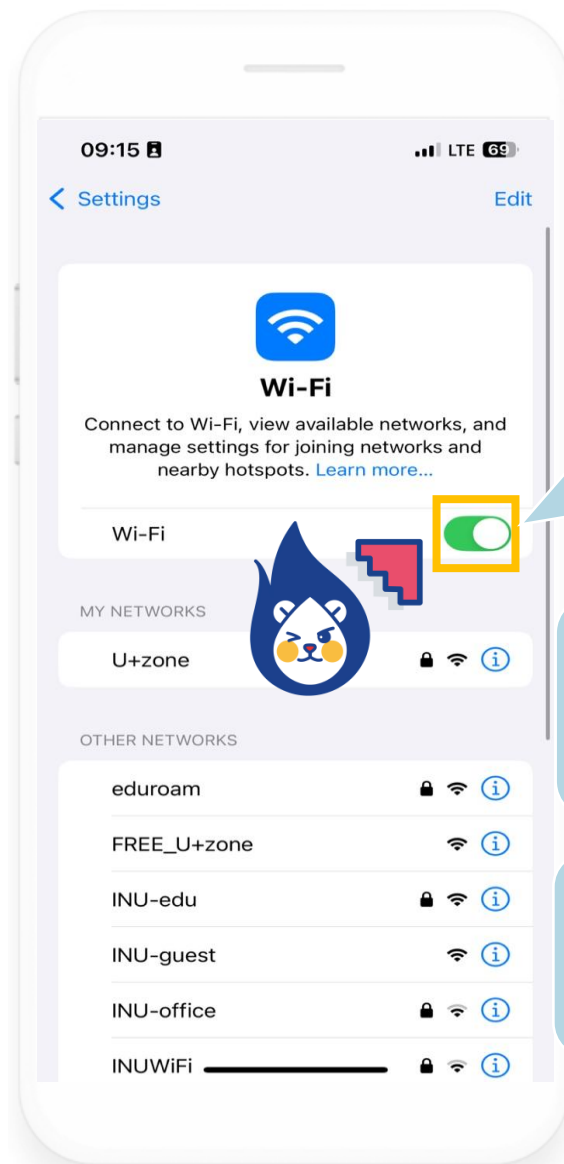 09:15 LTE 69
Settings Edit
Wi-Fi
Connect to Wi-Fi, view available networks, and
manage settings for joining networks and
nearby hotspots. Learn more...
Wi-Fi
MY NETWORKS
U+zone
OTHER NETWORKS
eduroam
FREE_U+zone
INU-edu
INU-guest
INU-office
INUWiFi